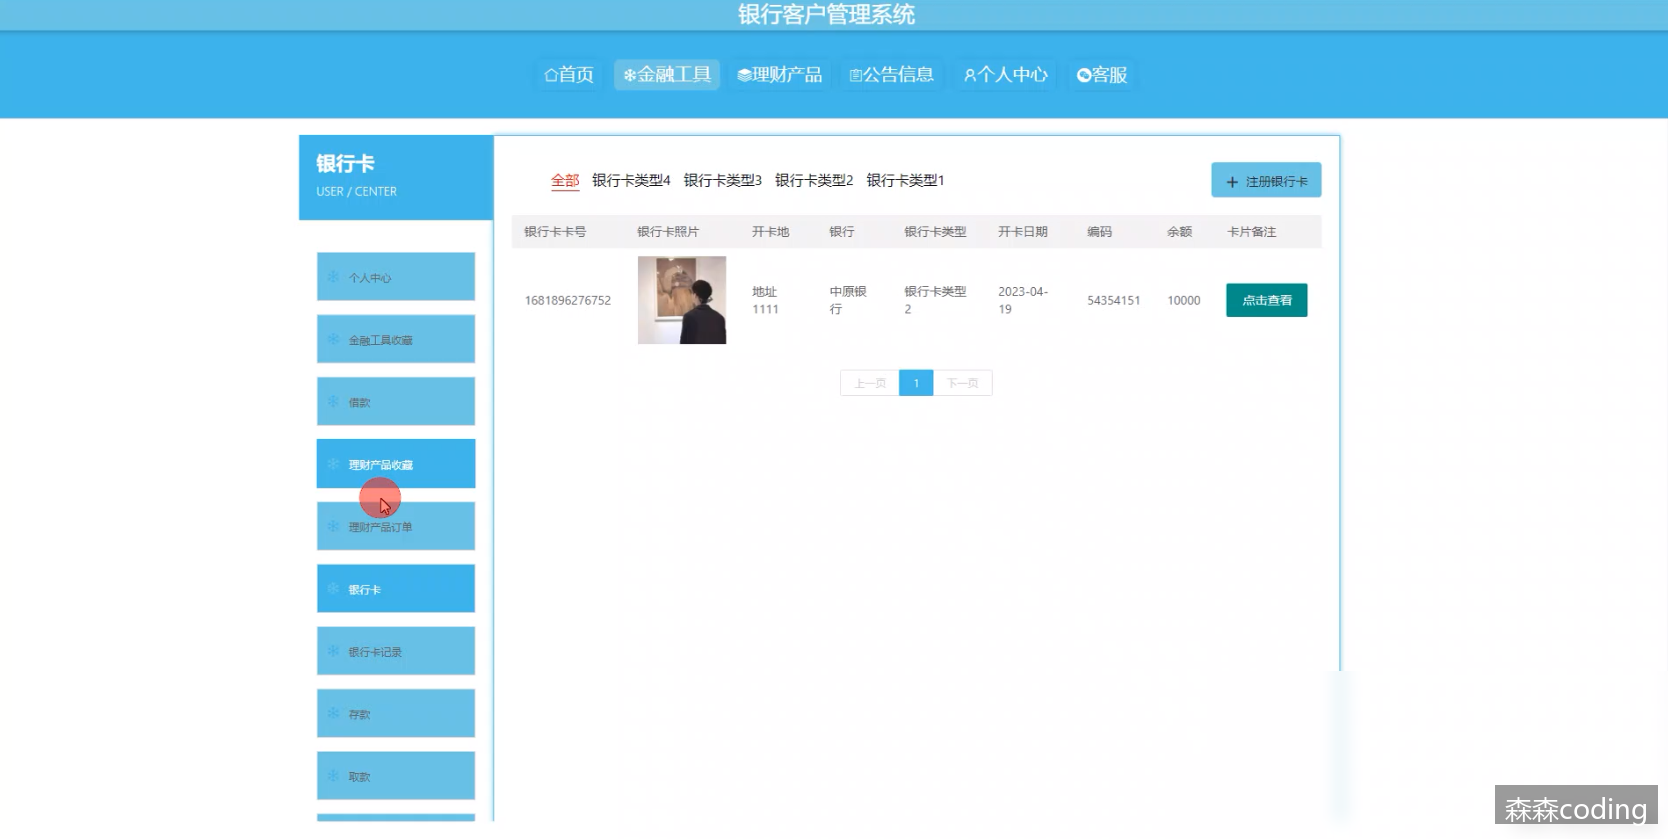 银行客户管理系统
首页 金融工具 理财产品 公告信息 个人中心 客服
银行卡
USER / CENTER
个人中心
金融工具收藏
借款
理财产品收藏
理财产品订单
银行卡
银行卡记录
存款
取款
全部 银行卡类型4 银行卡类型3 银行卡类型2 银行卡类型1
+ 注册银行卡
银行卡卡号 银行卡照片 开卡地 银行 银行卡类型 开卡日期 编码 余额 卡片备注
1681896276752 地址 中原银 银行卡类型 2023-04- 54354151 10000 点击查看
1111 行 2 19
上一页 1 下一页
森森coding